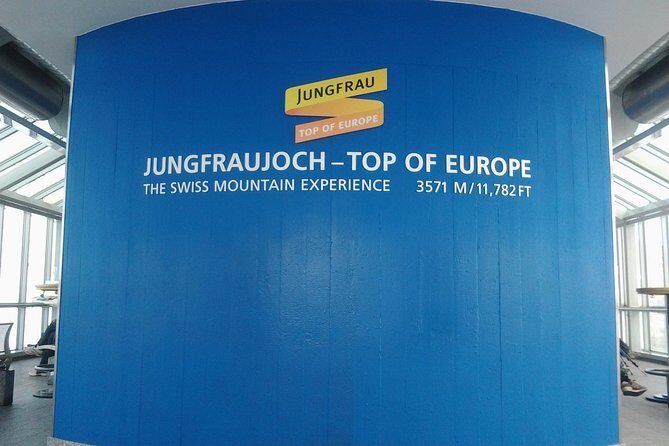 JUNGFRAU
TOP OF EUROPE
JUNGFRAUJOCH – TOP OF EUROPE
THE SWISS MOUNTAIN EXPERIENCE 3571 M/11,782 FT